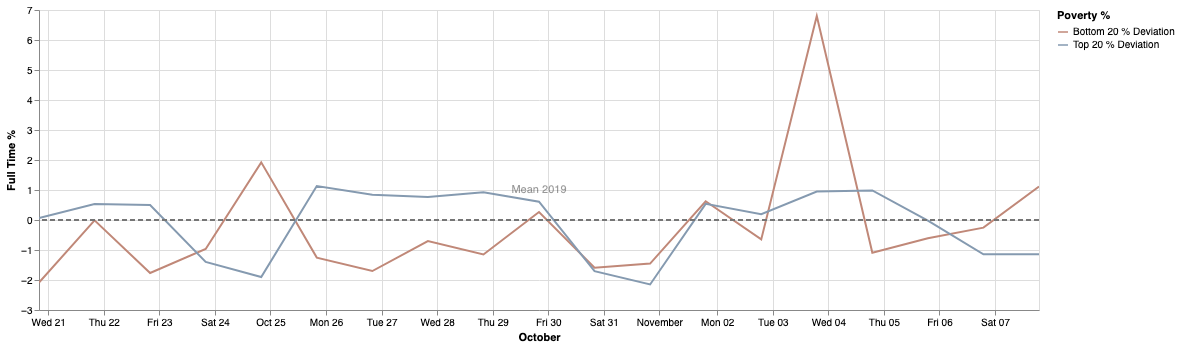 Poverty %
Bottom 20 % Deviation
Top 20 % Deviation
Full Time %
7
6
5
4
3
2
1
0
−1
−2
−3
Mean 2019
Wed 21 Thu 22 Fri 23 Sat 24 Oct 25 Mon 26 Tue 27 Wed 28 Thu 29 Fri 30 Sat 31 November Mon 02 Tue 03 Wed 04 Thu 05 Fri 06 Sat 07
October